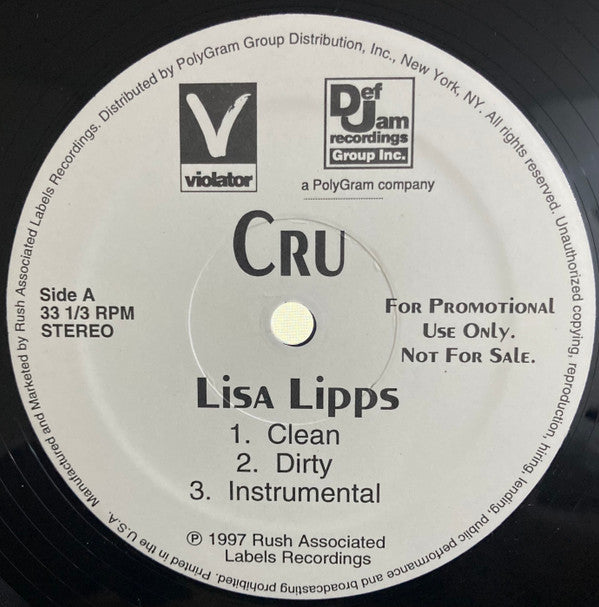 Manufactured and Marketed by Rush Associated Labels Recordings. Distributed by PolyGram Group Distribution, Inc., New York, NY. All rights reserved. Unauthorized copying, reproduction, hiring, lending, public performance and broadcasting prohibited. Printed in the U.S.A.
V
violator
Def
Jam
recordings
Group Inc.
a PolyGram company
CRU
Side A
33 1/3 RPM
STEREO
FOR PROMOTIONAL
USE ONLY.
NOT FOR SALE.
LISA LIPPS
1. Clean
2. Dirty
3. Instrumental
℗ 1997 Rush Associated
Labels Recordings